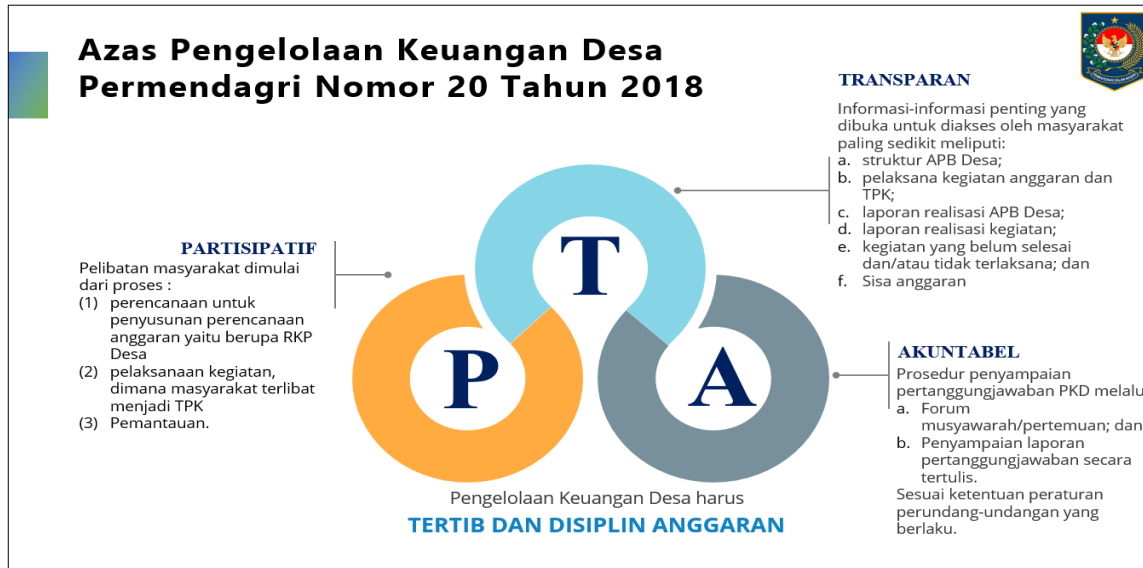 Azas Pengelolaan Keuangan Desa
Permendagri Nomor 20 Tahun 2018
TRANSPARAN
Informasi-informasi penting yang
dibuka untuk diakses oleh masyarakat
paling sedikit meliputi:
a. struktur APB Desa;
b. pelaksana kegiatan anggaran dan
TPK;
c. laporan realisasi APB Desa;
d. laporan realisasi kegiatan;
e. kegiatan yang belum selesai
dan/atau tidak terlaksana; dan
f. Sisa anggaran
PARTISIPATIF
Pelibatan masyarakat dimulai
dari proses :
(1) perencanaan untuk
penyusunan perencanaan
anggaran yaitu berupa RKP
Desa
(2) pelaksanaan kegiatan,
dimana masyarakat terlibat
menjadi TPK
(3) Pemantauan.
T
P
A
AKUNTABEL
Prosedur penyampaian
pertanggungjawaban PKD melalu
a. Forum
musyawarah/pertemuan; dan
b. Penyampaian laporan
pertanggungjawaban secara
tertulis.
Sesuai ketentuan peraturan
perundang-undangan yang
berlaku.
Pengelolaan Keuangan Desa harus
TERTIB DAN DISIPLIN ANGGARAN